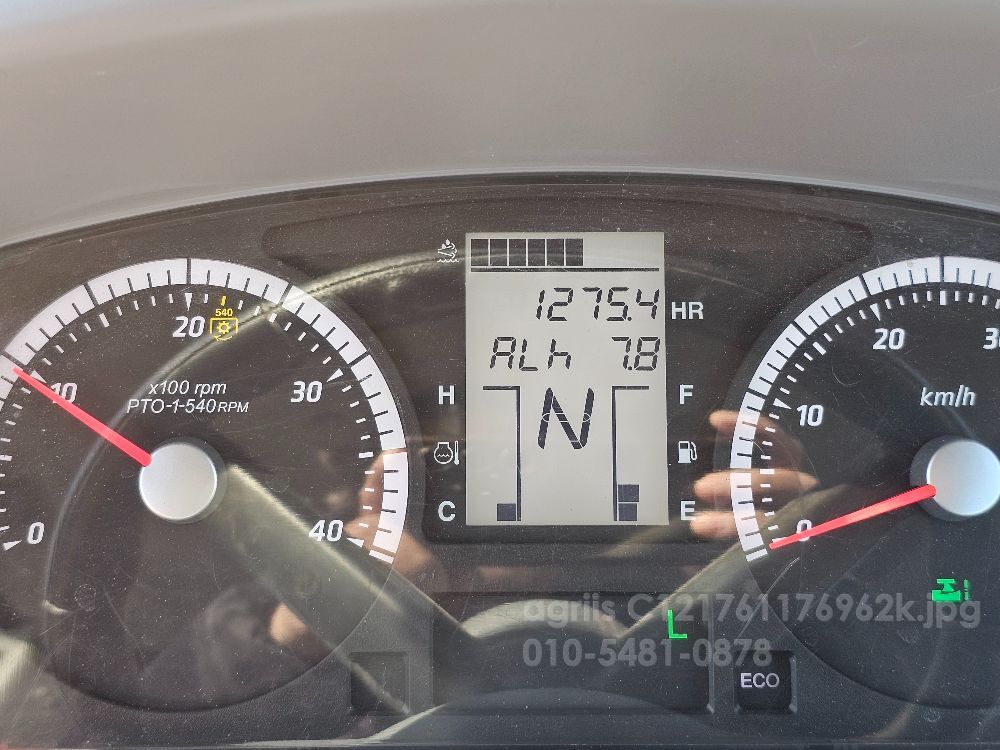 1275.4 HR
ALh 7.8
H
N
F
C
E
0
10
20
30
40
540
x100 rpm
PTO-1-540RPM
0
10
20
km/h
L
ECO
agriis C121761176962k.jpg
010-5481-0878